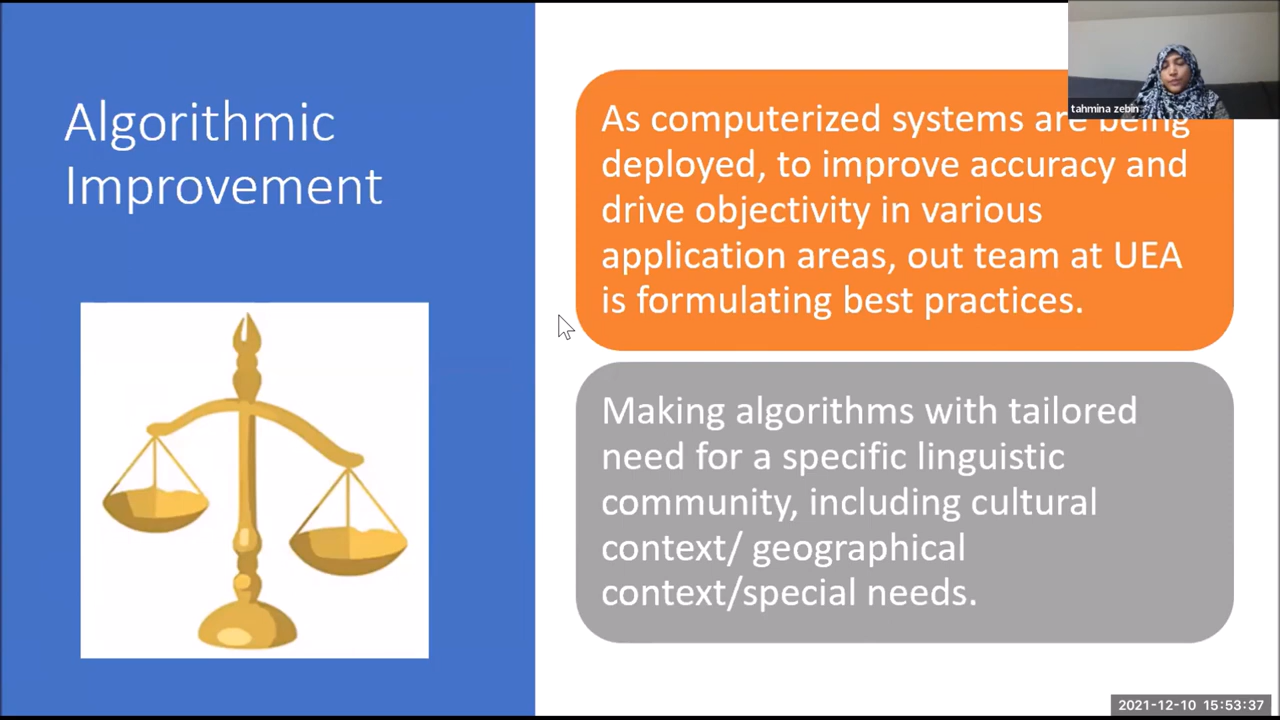 Algorithmic
Improvement
As computerized systems are being
deployed, to improve accuracy and
drive objectivity in various
application areas, out team at UEA
is formulating best practices.
Making algorithms with tailored
need for a specific linguistic
community, including cultural
context/ geographical
context/special needs.
tahmina zebin
2021-12-10 15:53:37